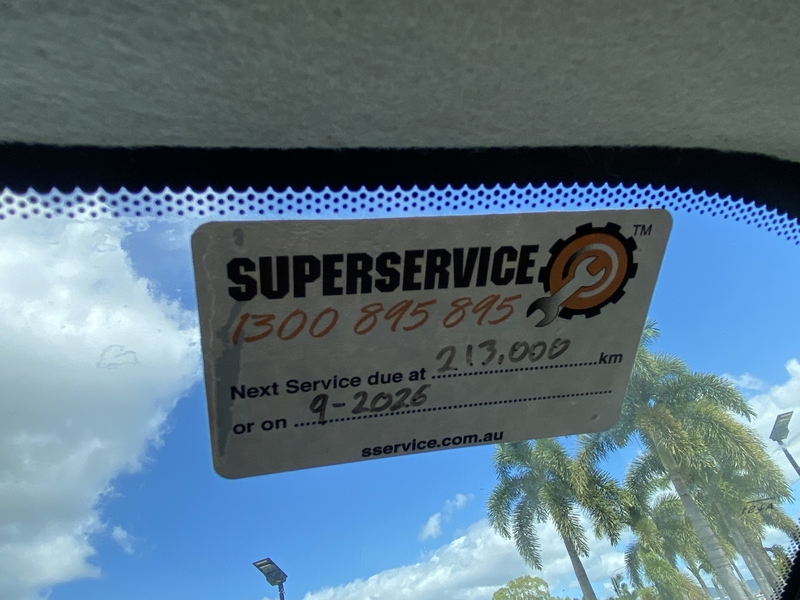 SUPERSERVICE TM
1300 895 895
Next Service due at 213,000 km
or on 9-2026
sservice.com.au